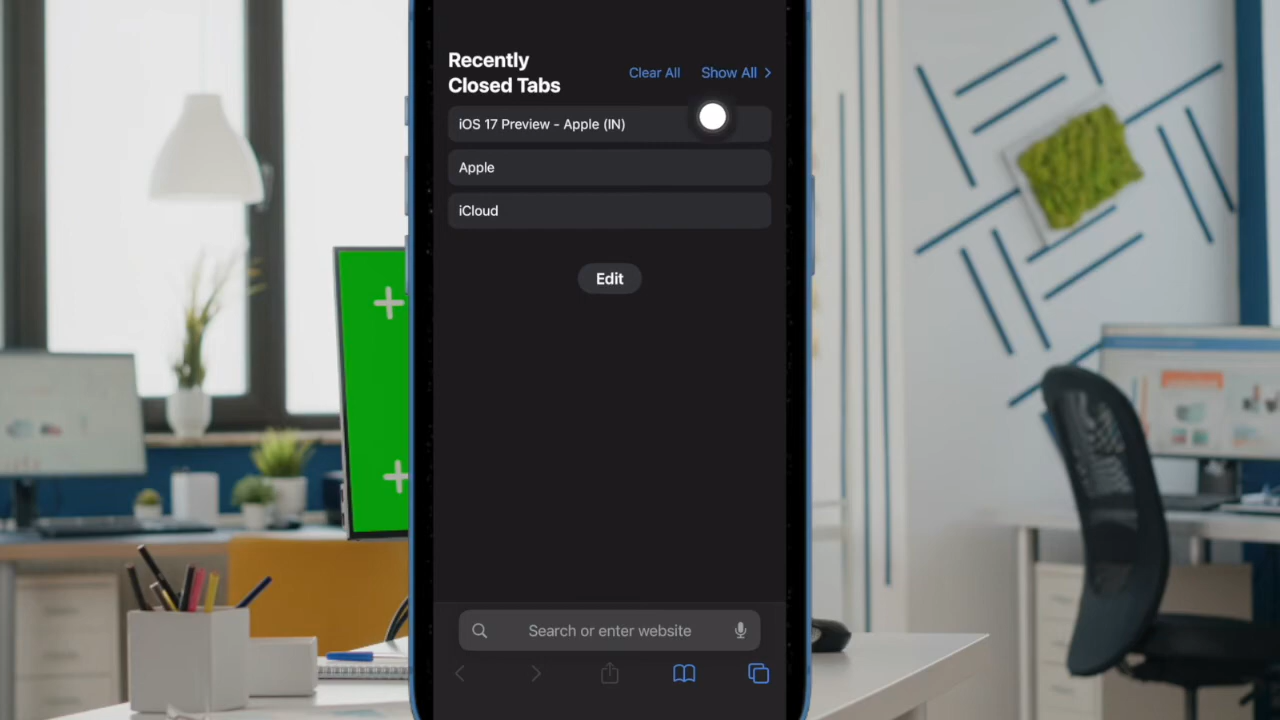 Recently
Closed Tabs
Clear All
Show All
iOS 17 Preview - Apple (IN)
Apple
iCloud
Edit
Search or enter website